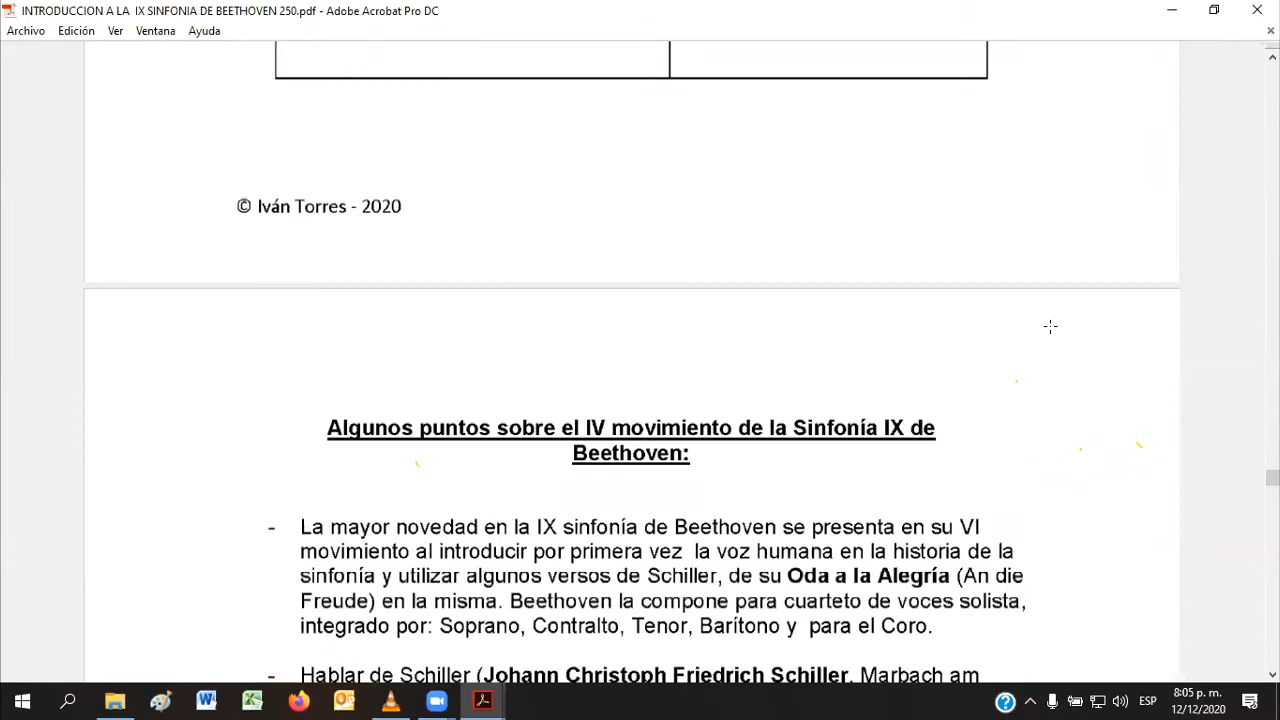 INTRODUCCION A LA IX SINFONIA DE BEETHOVEN 250.pdf - Adobe Acrobat Pro DC
Archivo Edición Ver Ventana Ayuda
© Iván Torres - 2020
Algunos puntos sobre el IV movimiento de la Sinfonía IX de
Beethoven:
- La mayor novedad en la IX sinfonía de Beethoven se presenta en su VI
movimiento al introducir por primera vez la voz humana en la historia de la
sinfonía y utilizar algunos versos de Schiller, de su Oda a la Alegría (An die
Freude) en la misma. Beethoven la compone para cuarteto de voces solista,
integrado por: Soprano, Contralto, Tenor, Barítono y para el Coro.
- Hablar de Schiller (Johann Christoph Friedrich Schiller, Marbach am
ESP
8:05 p. m.
12/12/2020